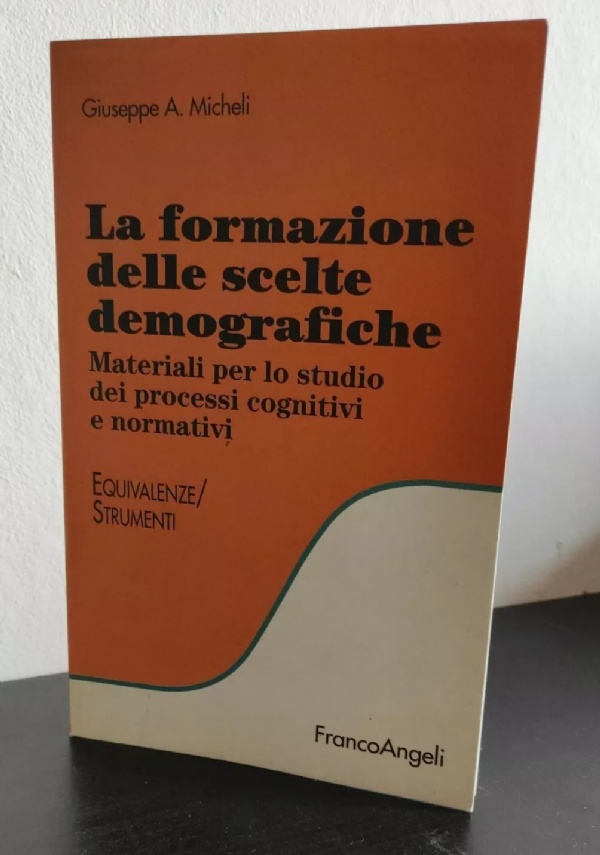 Giuseppe A. Micheli
La formazione
delle scelte
demografiche
Materiali per lo studio
dei processi cognitivi
e normativi
EQUIVALENZE/
STRUMENTI
FrancoAngeli